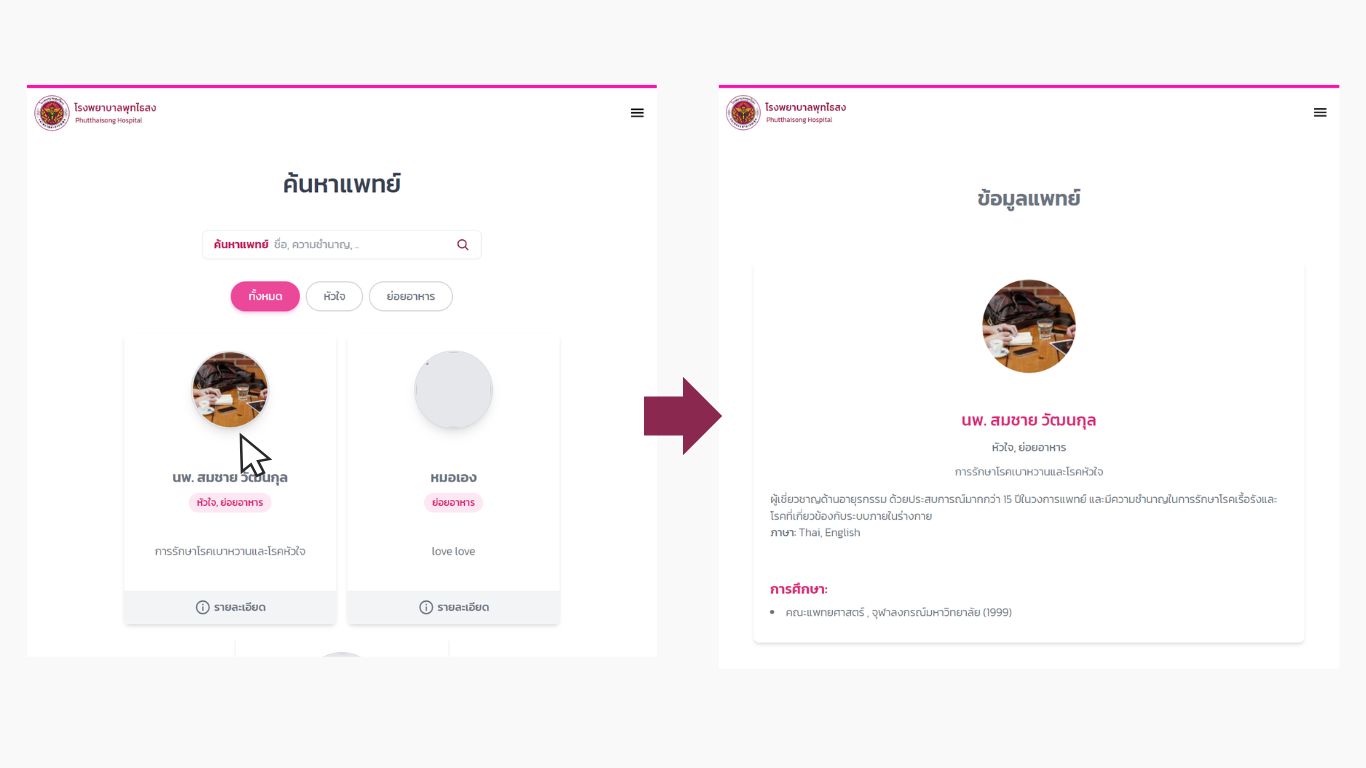 โรงพยาบาลพุทไธสง
Phutthaisong Hospital
ค้นหาแพทย์
ค้นหาแพทย์ ชื่อ, ความชำนาญ, ..
ทั้งหมด หัวใจ ย่อยอาหาร
นพ. สมชาย วัฒนกุล
หัวใจ, ย่อยอาหาร
การรักษาโรคเบาหวานและโรคหัวใจ
รายละเอียด
หมอเอง
ย่อยอาหาร
love love
รายละเอียด
โรงพยาบาลพุทไธสง
Phutthaisong Hospital
ข้อมูลแพทย์
นพ. สมชาย วัฒนกุล
หัวใจ, ย่อยอาหาร
การรักษาโรคเบาหวานและโรคหัวใจ
ผู้เชี่ยวชาญด้านอายุรกรรม ด้วยประสบการณ์มากกว่า 15 ปีในวงการแพทย์ และมีความชำนาญในการรักษาโรคเรื้อรังและ
โรคที่เกี่ยวข้องกับระบบภายในร่างกาย
ภาษา: Thai, English
การศึกษา:
• คณะแพทยศาสตร์ , จุฬาลงกรณ์มหาวิทยาลัย (1999)